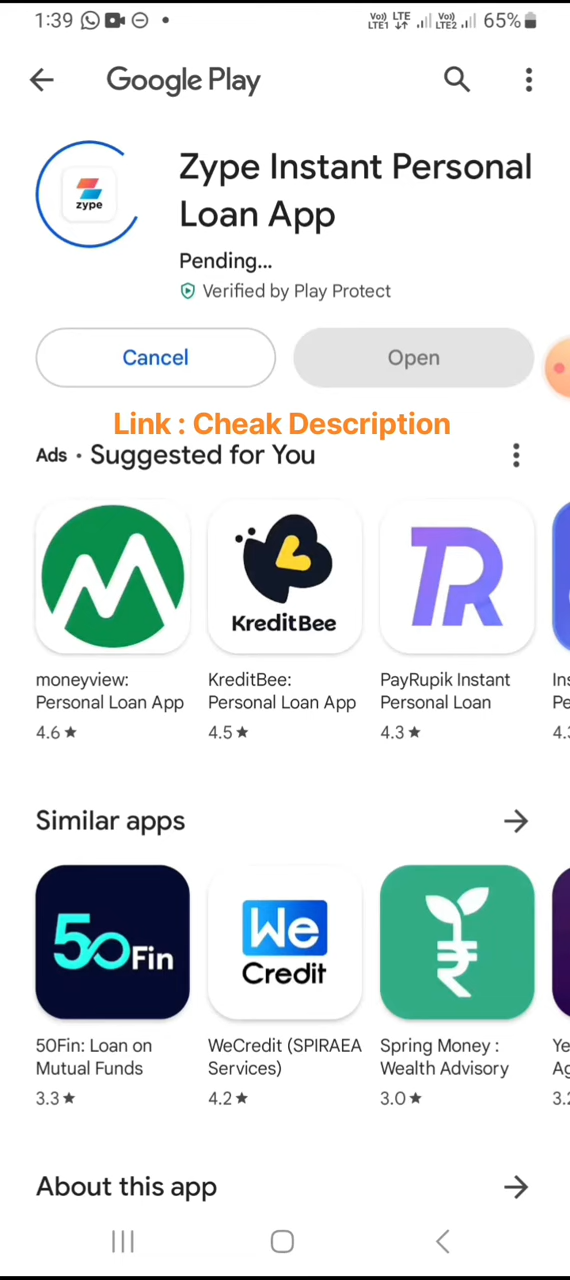 1:39
Vo) LTE
LTE1 ↓↑
Vo)
LTE2
65%
Google Play
zype
Zype Instant Personal
Loan App
Pending...
Verified by Play Protect
Cancel
Open
Link : Cheak Description
Ads • Suggested for You
KreditBee
moneyview:
Personal Loan App
4.6 ★
KreditBee:
Personal Loan App
4.5 ★
PayRupik Instant
Personal Loan
4.3 ★
Similar apps
50Fin
We
Credit
50Fin: Loan on
Mutual Funds
3.3 ★
WeCredit (SPIRAEA
Services)
4.2 ★
Spring Money :
Wealth Advisory
3.0 ★
About this app